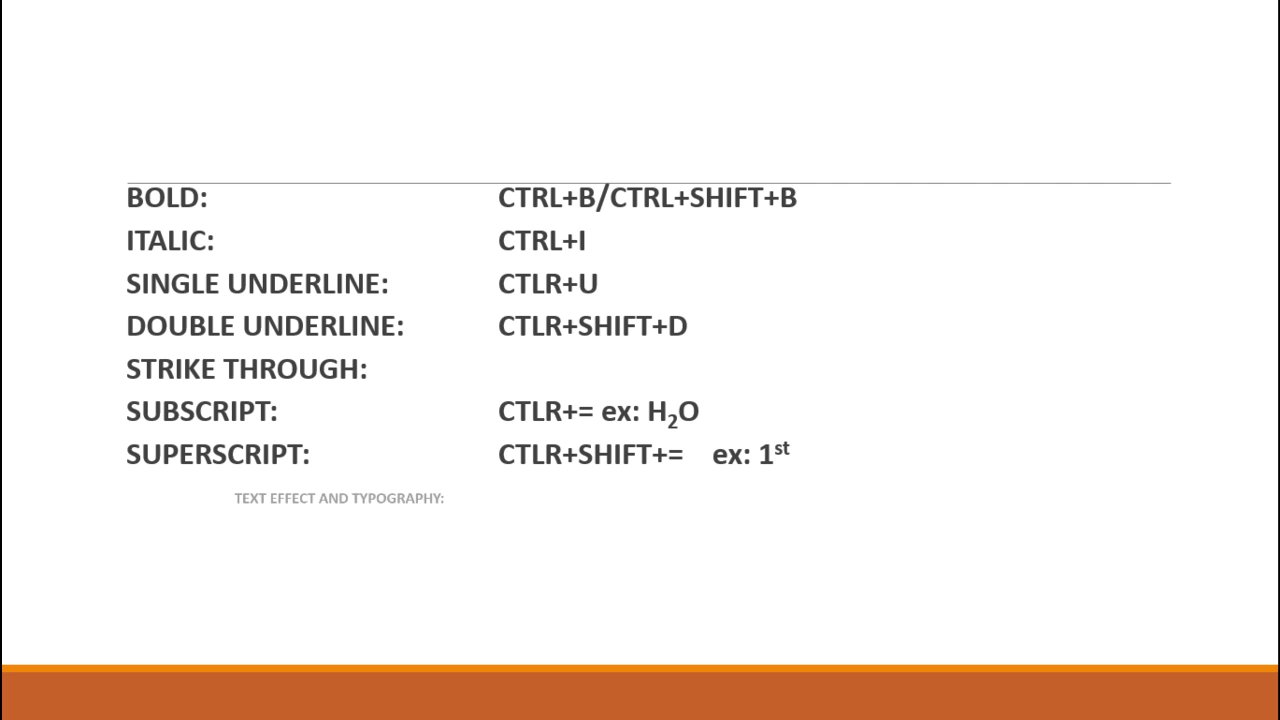 BOLD: CTRL+B/CTRL+SHIFT+B
ITALIC: CTRL+I
SINGLE UNDERLINE: CTLR+U
DOUBLE UNDERLINE: CTLR+SHIFT+D
STRIKE THROUGH:
SUBSCRIPT: CTLR+= ex: H₂O
SUPERSCRIPT: CTLR+SHIFT+= ex: 1ˢᵗ
TEXT EFFECT AND TYPOGRAPHY: